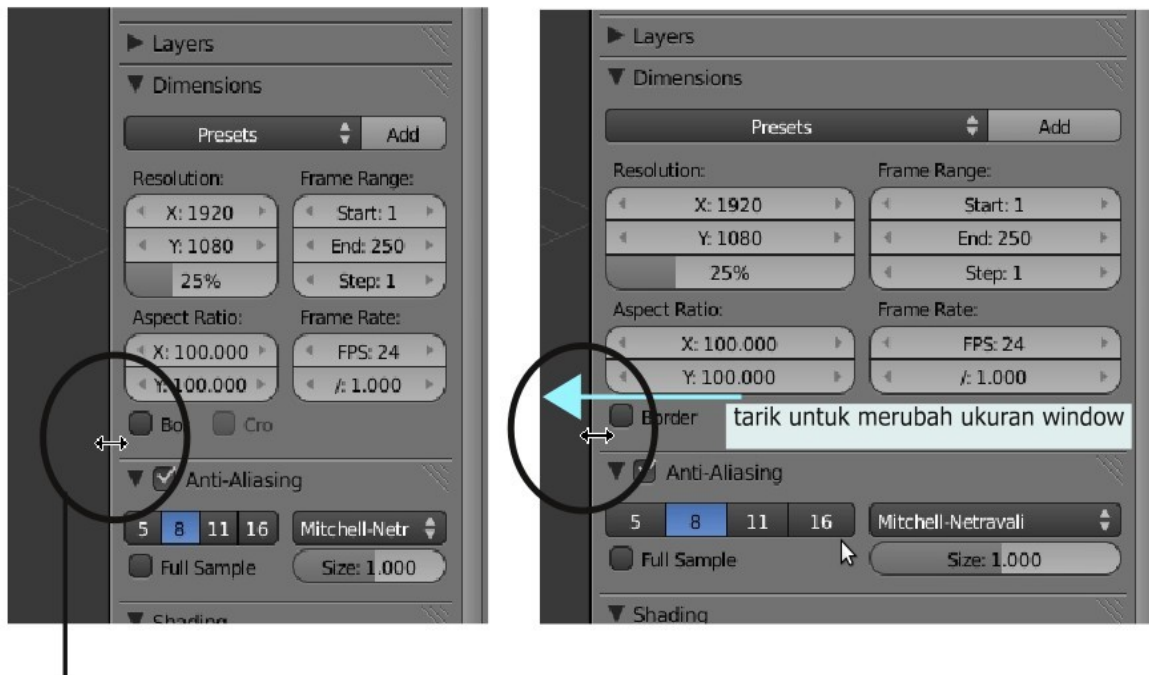 Layers
Dimensions
Presets Add
Resolution: Frame Range:
X: 1920 Start: 1
Y: 1080 End: 250
25% Step: 1
Aspect Ratio: Frame Rate:
X: 100.000 FPS: 24
Y: 100.000 /: 1.000
Bor Cro
Anti-Aliasing
5 8 11 16 Mitchell-Netr
Full Sample Size: 1.000
Shading
Layers
Dimensions
Presets Add
Resolution: Frame Range:
X: 1920 Start: 1
Y: 1080 End: 250
25% Step: 1
Aspect Ratio: Frame Rate:
X: 100.000 FPS: 24
Y: 100.000 /: 1.000
Border tarik untuk merubah ukuran window
Anti-Aliasing
5 8 11 16 Mitchell-Netravali
Full Sample Size: 1.000
Shading